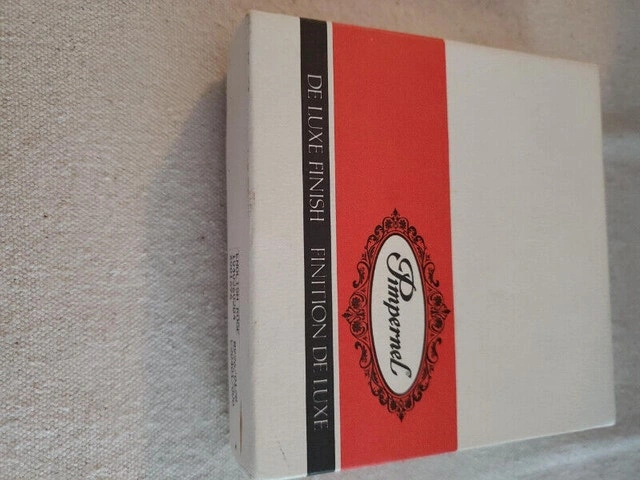 Pimpernel
DE LUXE FINISH FINITION DE LUXE